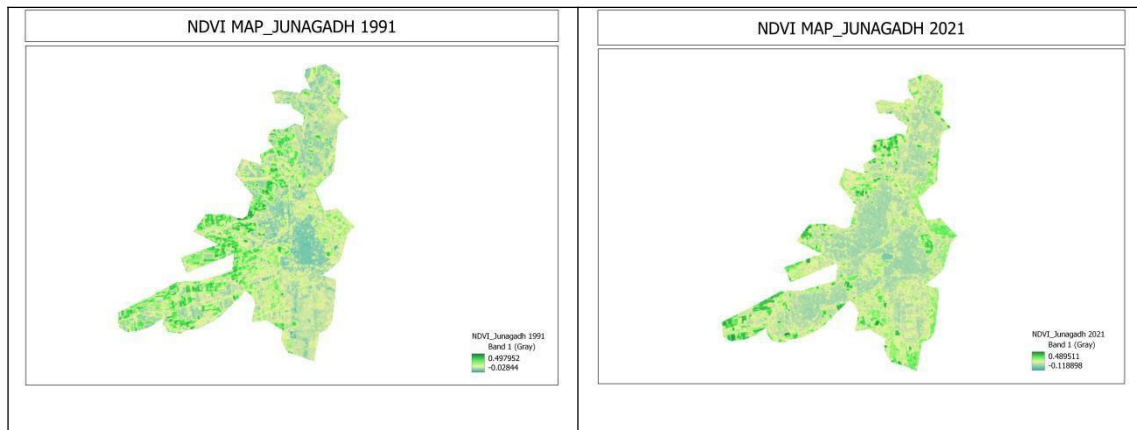 NDVI MAP_JUNAGADH 1991
NDVI_Junagadh 1991
Band 1 (Gray)
0.497952
-0.02844
NDVI MAP_JUNAGADH 2021
NDVI_Junagadh 2021
Band 1 (Gray)
0.489511
-0.118898